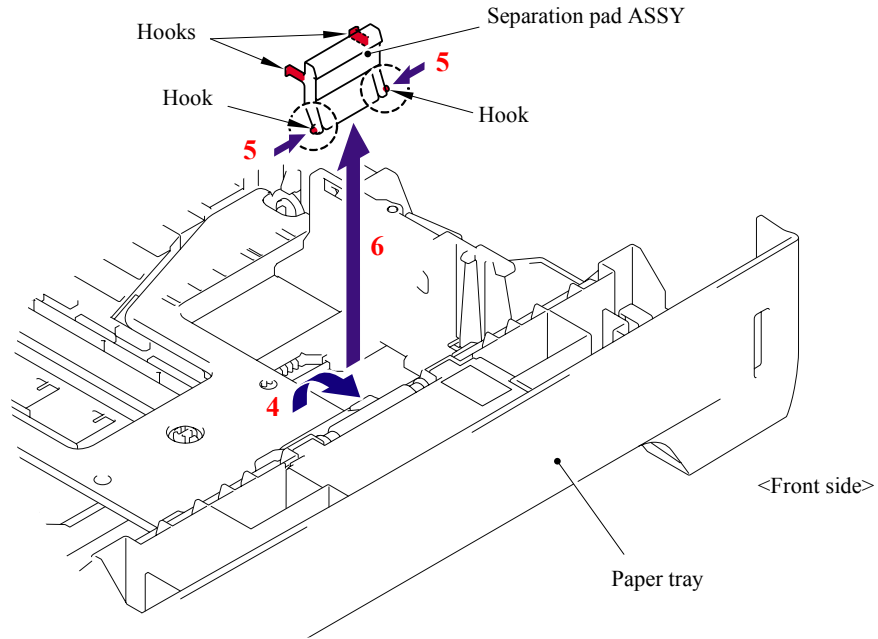 Separation pad ASSY
Hooks
5
Hook
Hook
5
6
4
<Front side>
Paper tray